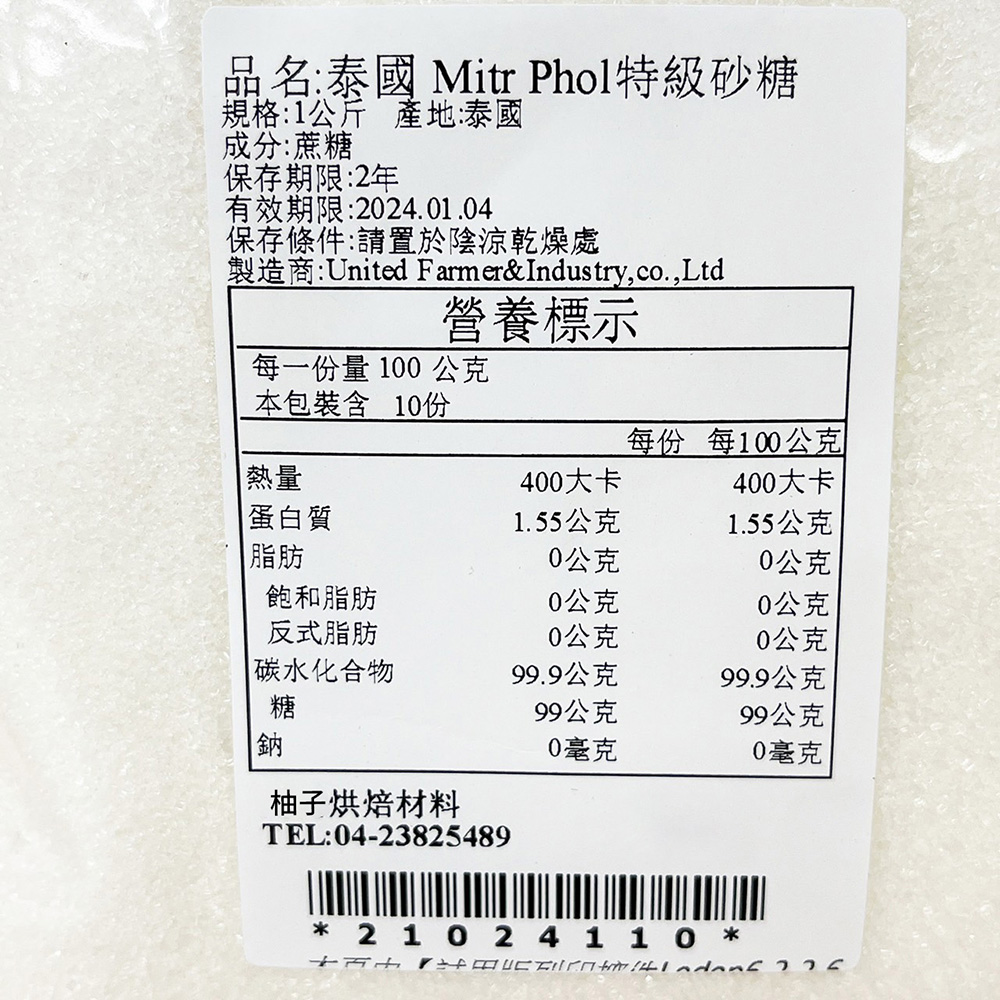 品名:泰國 Mitr Phol特級砂糖
規格:1公斤 產地:泰國
成分:蔗糖
保存期限:2年
有效期限:2024.01.04
保存條件:請置於陰涼乾燥處
製造商:United Farmer&Industry,co.,Ltd
營養標示
每一份量 100 公克
本包裝含 10份
每份 每100公克
熱量 400大卡 400大卡
蛋白質 1.55公克 1.55公克
脂肪 0公克 0公克
飽和脂肪 0公克 0公克
反式脂肪 0公克 0公克
碳水化合物 99.9公克 99.9公克
糖 99公克 99公克
鈉 0毫克 0毫克
柚子烘焙材料
TEL:04-23825489
*21024110*